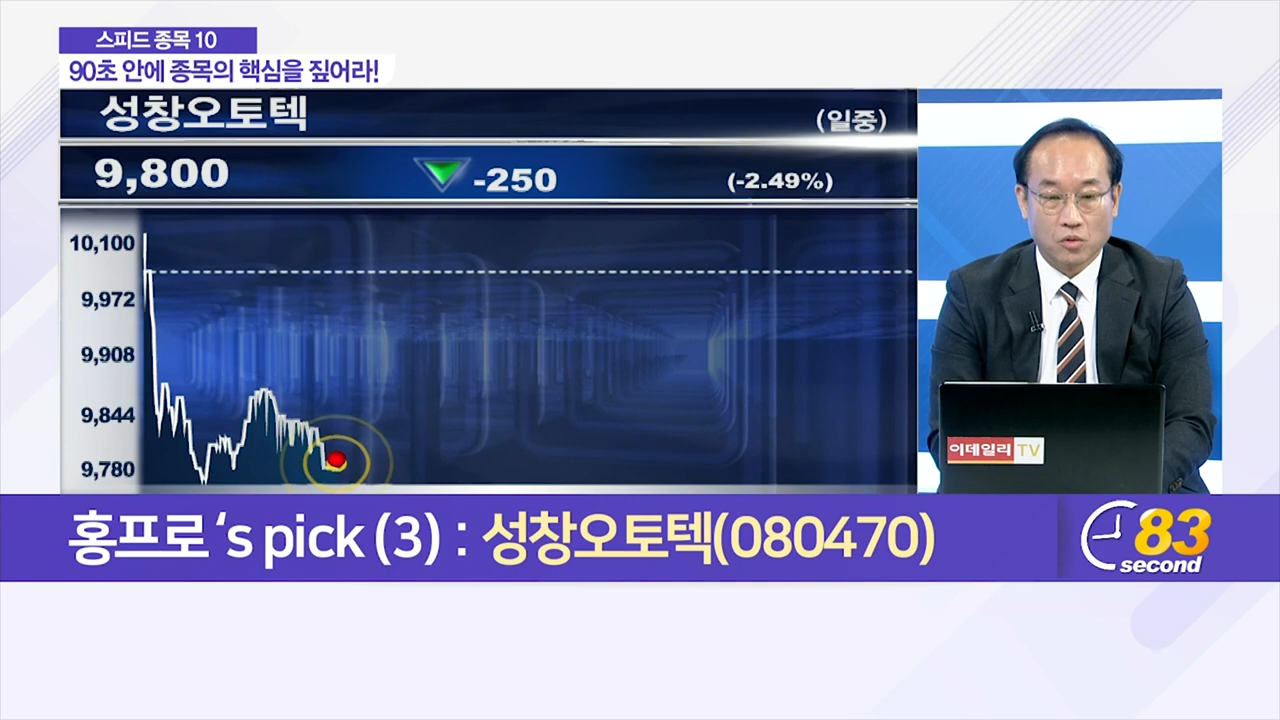 스피드 종목 10
90초 안에 종목의 핵심을 짚어라!
성창오토텍 (일중)
9,800 -250 (-2.49%)
10,100
9,972
9,908
9,844
9,780
이데일리 TV
홍프로 ‘s pick (3) : 성창오토텍(080470)
83
second